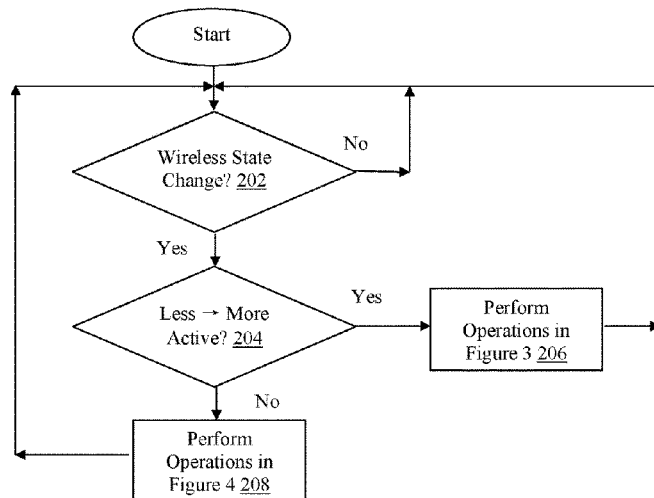 Start
No
Wireless State
Change? 202
Yes
Less → More
Active? 204
Yes
Perform
Operations in
Figure 3 206
No
Perform
Operations in
Figure 4 208